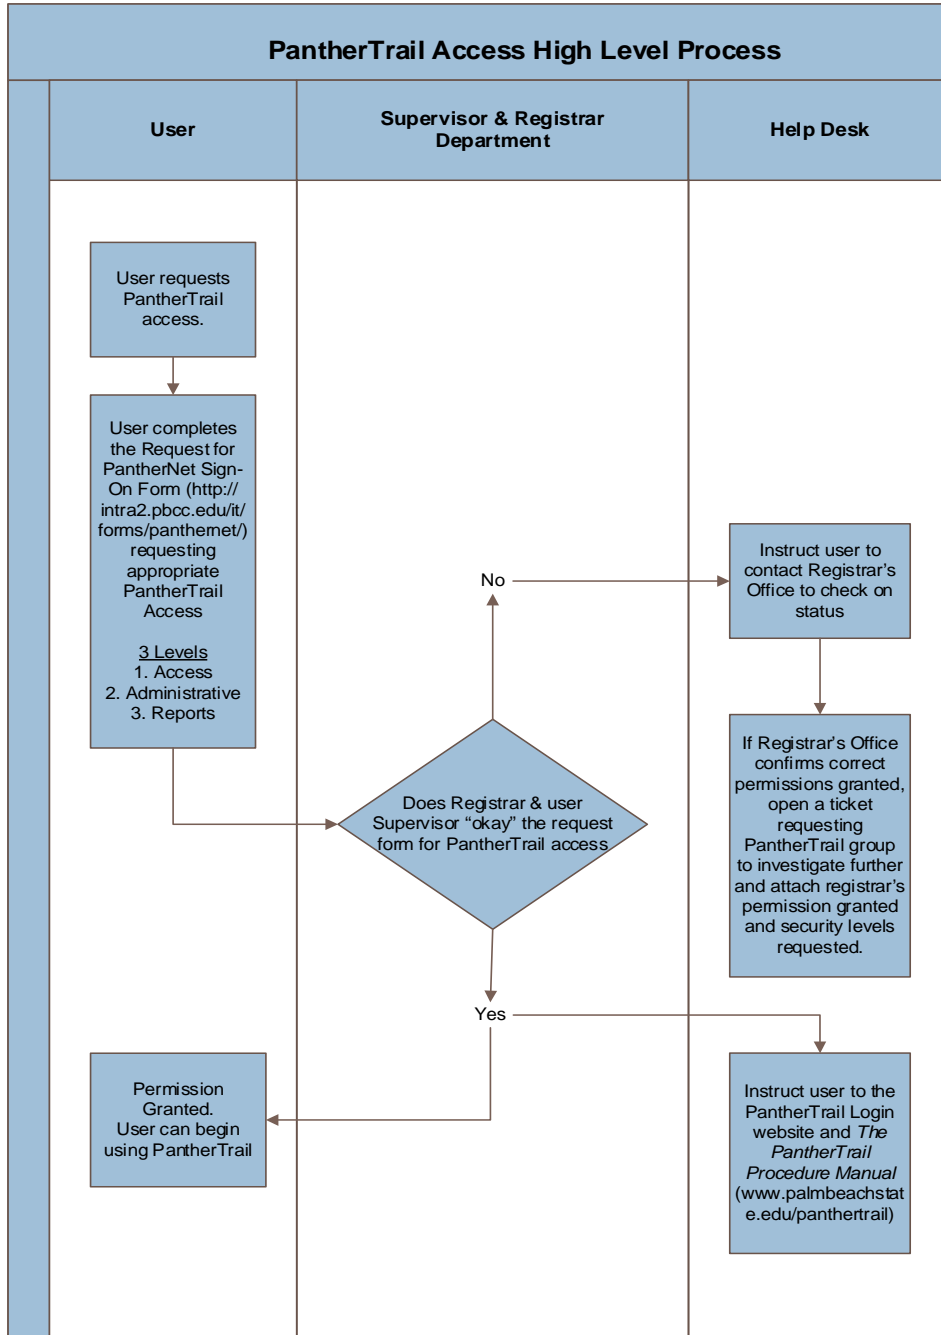 PantherTrail Access High Level Process
User
Supervisor & Registrar
Department
Help Desk
User requests
PantherTrail
access.
User completes
the Request for
PantherNet Sign-
On Form (http://
intra2.pbcc.edu/it/
forms/panthernet/)
requesting
appropriate
PantherTrail
Access
3 Levels
1. Access
2. Administrative
3. Reports
Does Registrar & user
Supervisor “okay” the request
form for PantherTrail access
No
Instruct user to
contact Registrar’s
Office to check on
status
If Registrar’s Office
confirms correct
permissions granted,
open a ticket
requesting
PantherTrail group
to investigate further
and attach registrar’s
permission granted
and security levels
requested.
Yes
Permission
Granted.
User can begin
using PantherTrail
Instruct user to the
PantherTrail Login
website and The
PantherTrail
Procedure Manual
(www.palmbeachstat
e.edu/panthertrail)